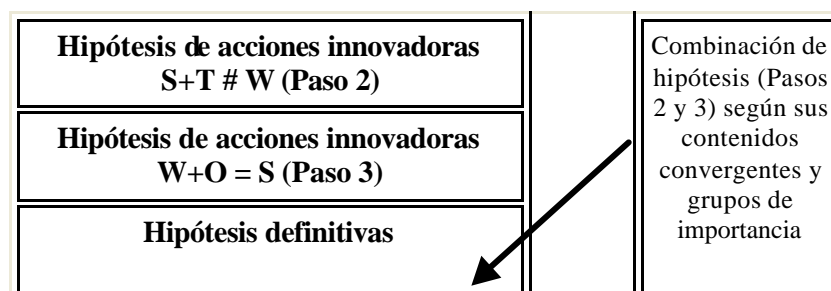 Hipótesis de acciones innovadoras
S+T # W (Paso 2)
Hipótesis de acciones innovadoras
W+O = S (Paso 3)
Hipótesis definitivas
Combinación de
hipótesis (Pasos
2 y 3) según sus
contenidos
convergentes y
grupos de
importancia